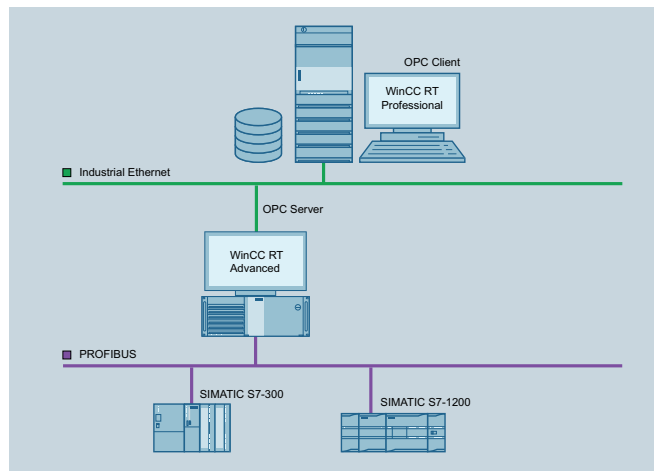 OPC Client
WinCC RT
Professional
Industrial Ethernet
OPC Server
WinCC RT
Advanced
PROFIBUS
SIMATIC S7-300
SIMATIC S7-1200